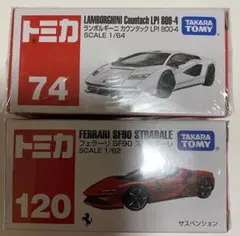 トミカ
LAMBORGHINI Countach LPI 800-4
ランボルギーニ カウンタック LPI 800-4
SCALE 1/64
TAKARA
TOMY
74
トミカ
FERRARI SF90 STRADALE
フェラーリ SF90
SCALE 1/62
TAKARA
TOMY
120
サスペンション